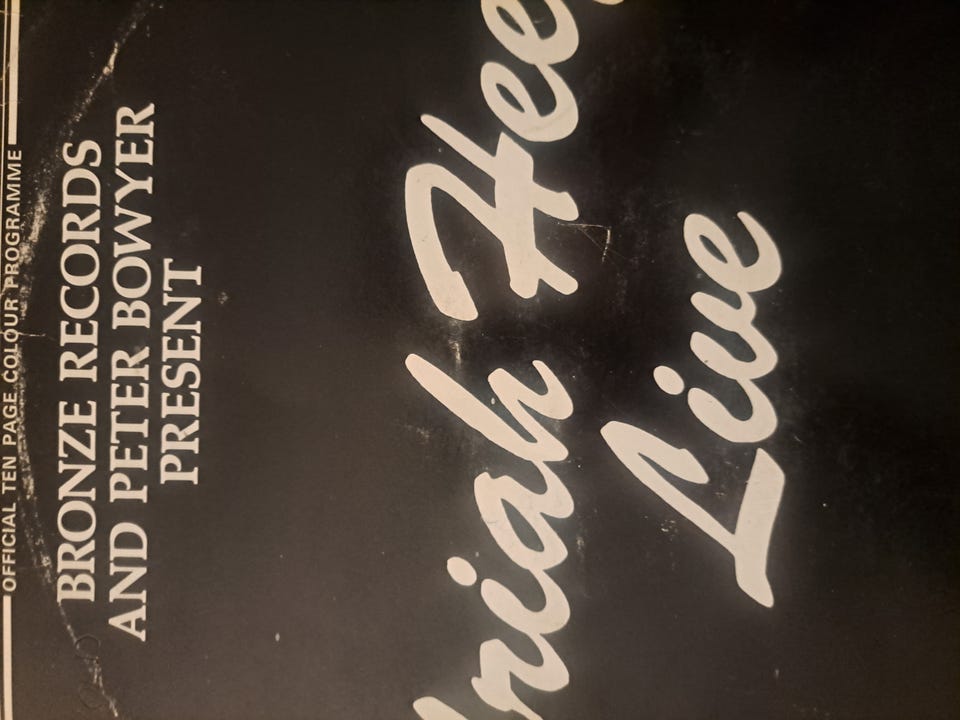 OFFICIAL TEN PAGE COLOUR PROGRAMME
BRONZE RECORDS
AND PETER BOWYER
PRESENT
riah Hee
Live